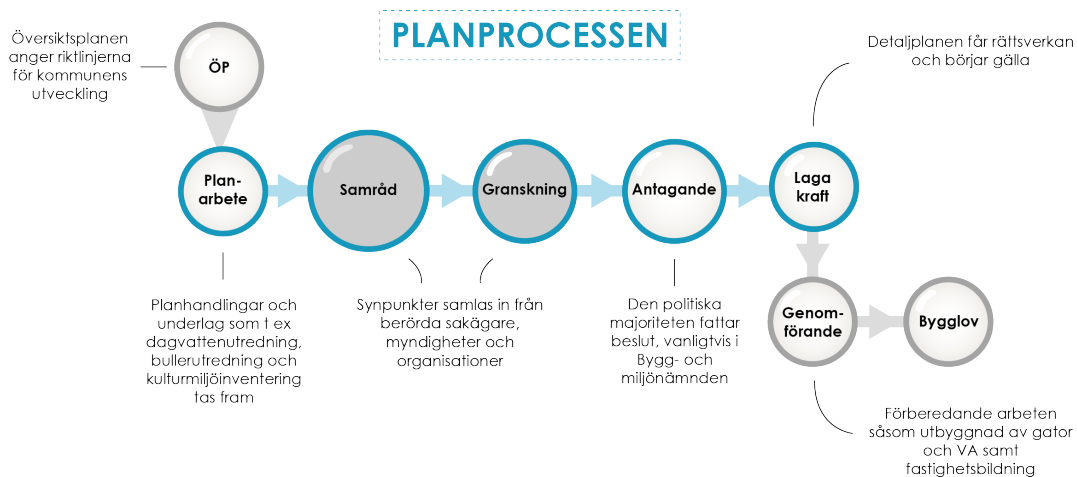 PLANPROCESSEN
Översiktsplanen
anger riktlinjerna
för kommunens
utveckling
ÖP
Detaljplanen får rättsverkan
och börjar gälla
Plan-
arbete
Samråd
Granskning
Antagande
Laga
kraft
Planhandlingar och
underlag som t ex
dagvattenutredning,
bullerutredning och
kulturmiljöinventering
tas fram
Synpunkter samlas in från
berörda sakägare,
myndigheter och
organisationer
Den politiska
majoriteten fattar
beslut, vanligtvis i
Bygg- och
miljönämnden
Genom-
förande
Bygglov
Förberedande arbeten
såsom utbyggnad av gator
och VA samt
fastighetsbildning